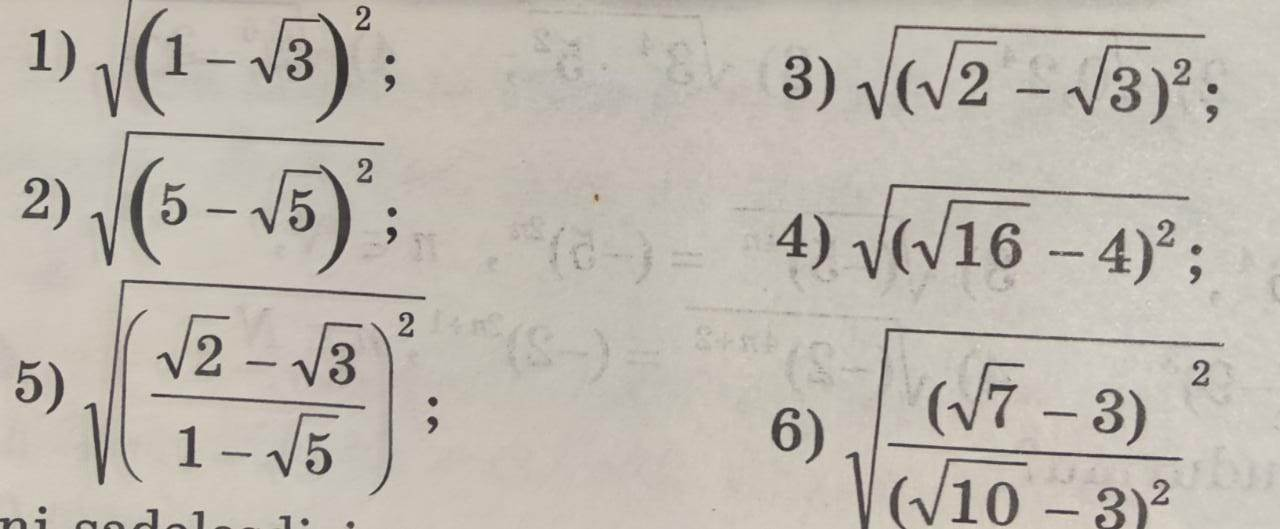 1) √(1 − √3)² ;
3) √(√2 − √3)² ;
2) √(5 − √5)² ;
4) √(√16 − 4)² ;
5) √((√2 − √3)/(1 − √5))² ;
6) √((√7 − 3)²/(√10 − 3)²)